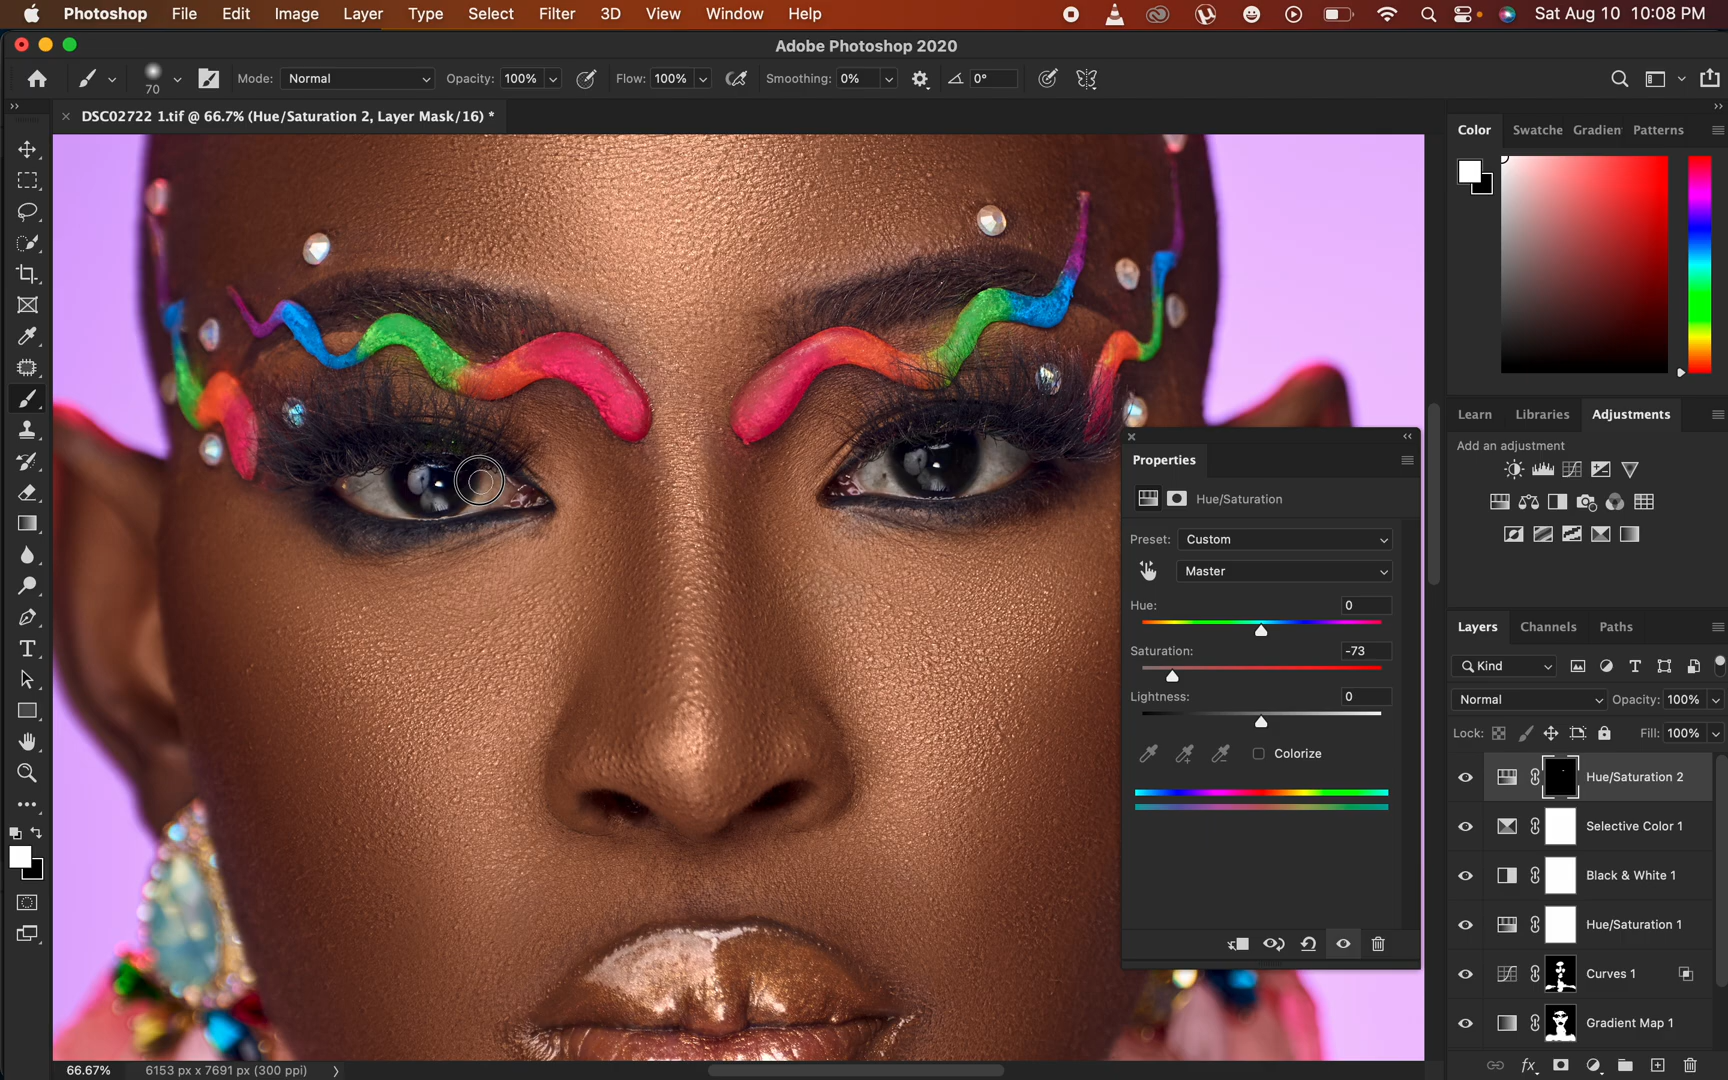 Photoshop File Edit Image Layer Type Select Filter 3D View Window Help Sat Aug 10 10:08 PM
Adobe Photoshop 2020
70 Mode: Normal Opacity: 100% Flow: 100% Smoothing: 0% 0°
DSC02722 1.tif @ 66.7% (Hue/Saturation 2, Layer Mask/16) *
Color Swatche Gradien Patterns
Learn Libraries Adjustments
Add an adjustment
Properties
Hue/Saturation
Preset: Custom
Master
Hue: 0
Saturation: -73
Lightness: 0
Colorize
Layers Channels Paths
Kind
Normal Opacity: 100%
Lock: Fill: 100%
Hue/Saturation 2
Selective Color 1
Black & White 1
Hue/Saturation 1
Curves 1
Gradient Map 1
66.67% 6153 px x 7691 px (300 ppi)